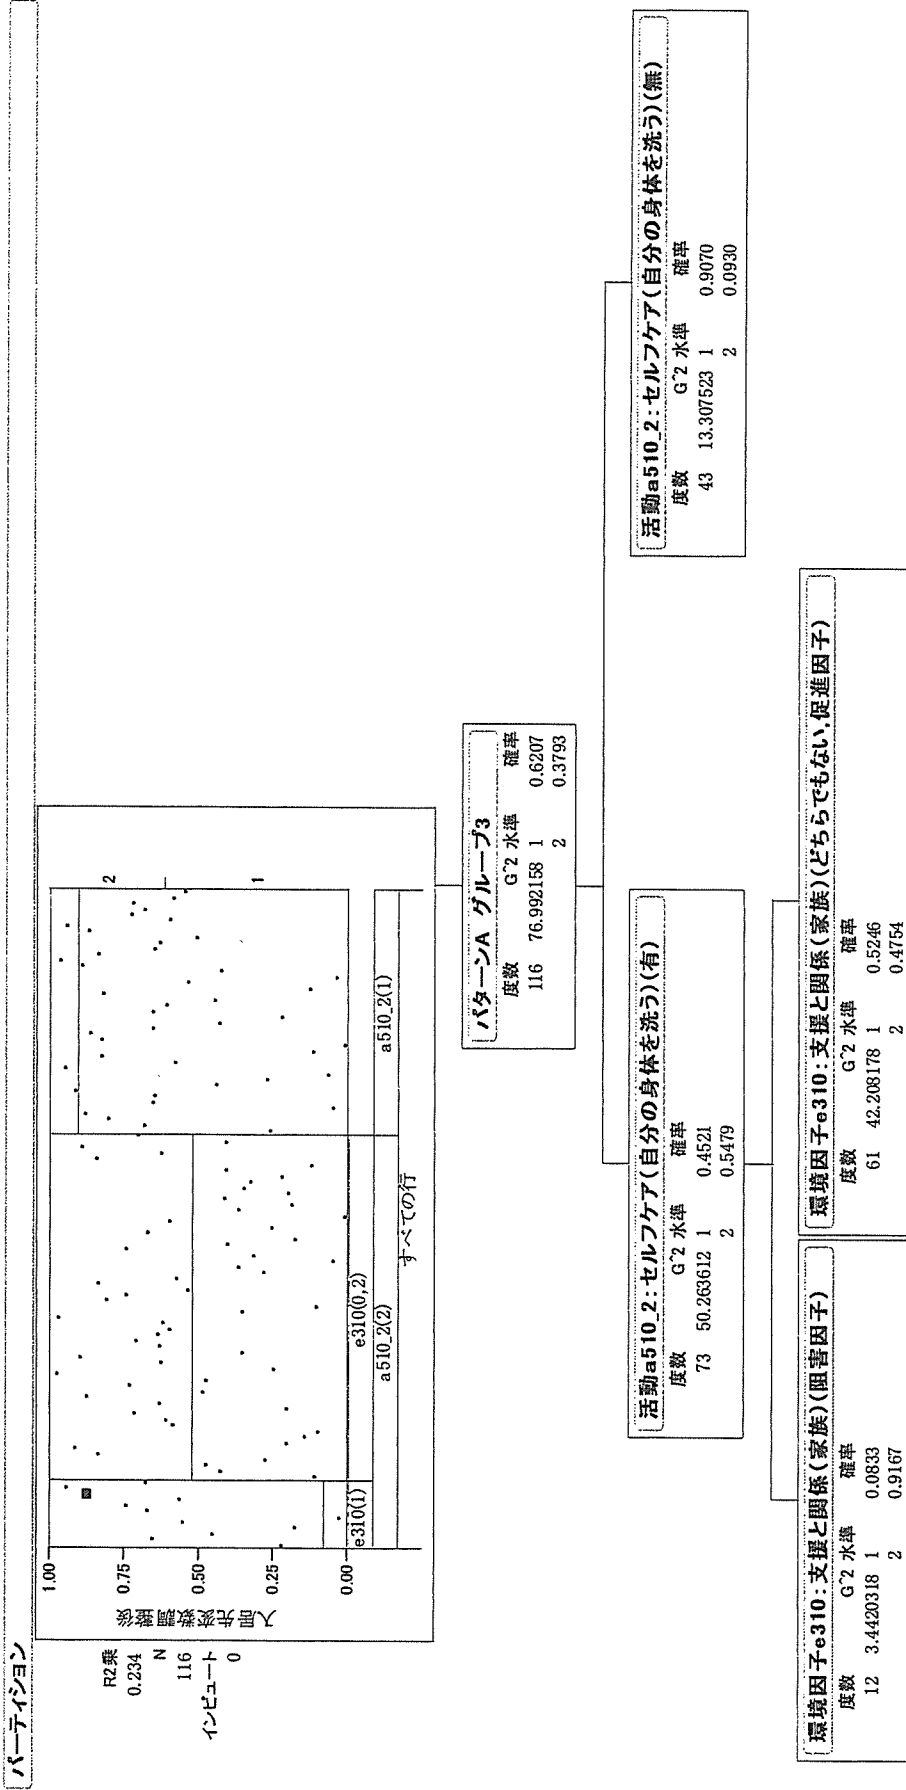 パーティション
R2乗
0.234
N
116
インピュート
0
入居先変数調整後
1.00
0.75
0.50
0.25
0.00
2
1
e310(1)
e310(0,2)
a510_2(2)
a510_2(1)
すべての行
パターンA グループ3
度数 G^2 水準 確率
116 76.992158 1 0.6207
2 0.3793
活動a510_2:セルフケア(自分の身体を洗う)(有)
度数 G^2 水準 確率
73 50.263612 1 0.4521
2 0.5479
活動a510_2:セルフケア(自分の身体を洗う)(無)
度数 G^2 水準 確率
43 13.307523 1 0.9070
2 0.0930
環境因子e310:支援と関係(家族)(阻害因子)
度数 G^2 水準 確率
12 3.4420318 1 0.0833
2 0.9167
環境因子e310:支援と関係(家族)(どちらでもない,促進因子)
度数 G^2 水準 確率
61 42.208178 1 0.5246
2 0.4754